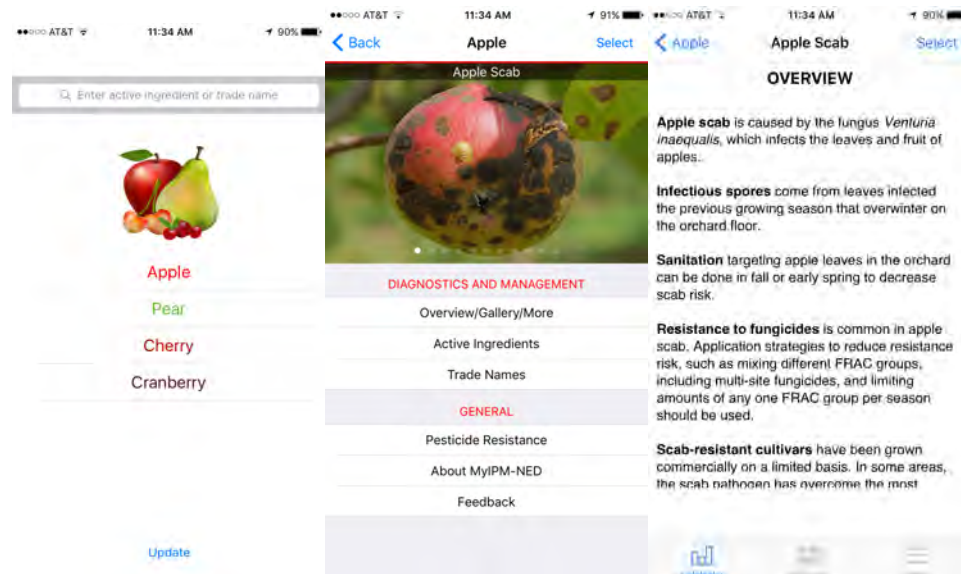 AT&T 11:34 AM 90%
Enter active ingredient or trade name
Apple
Pear
Cherry
Cranberry
Update
AT&T 11:34 AM 91%
Back Apple Select
Apple Scab
DIAGNOSTICS AND MANAGEMENT
Overview/Gallery/More
Active Ingredients
Trade Names
GENERAL
Pesticide Resistance
About MyIPM-NED
Feedback
AT&T 11:34 AM 90%
Apple Apple Scab Select
OVERVIEW
Apple scab is caused by the fungus Venturia
inaequalis, which infects the leaves and fruit of
apples.
Infectious spores come from leaves infected
the previous growing season that overwinter on
the orchard floor.
Sanitation targeting apple leaves in the orchard
can be done in fall or early spring to decrease
scab risk.
Resistance to fungicides is common in apple
scab. Application strategies to reduce resistance
risk, such as mixing different FRAC groups,
including multi-site fungicides, and limiting
amounts of any one FRAC group per season
should be used.
Scab-resistant cultivars have been grown
commercially on a limited basis. In some areas,
the scab pathogen has overcome the most